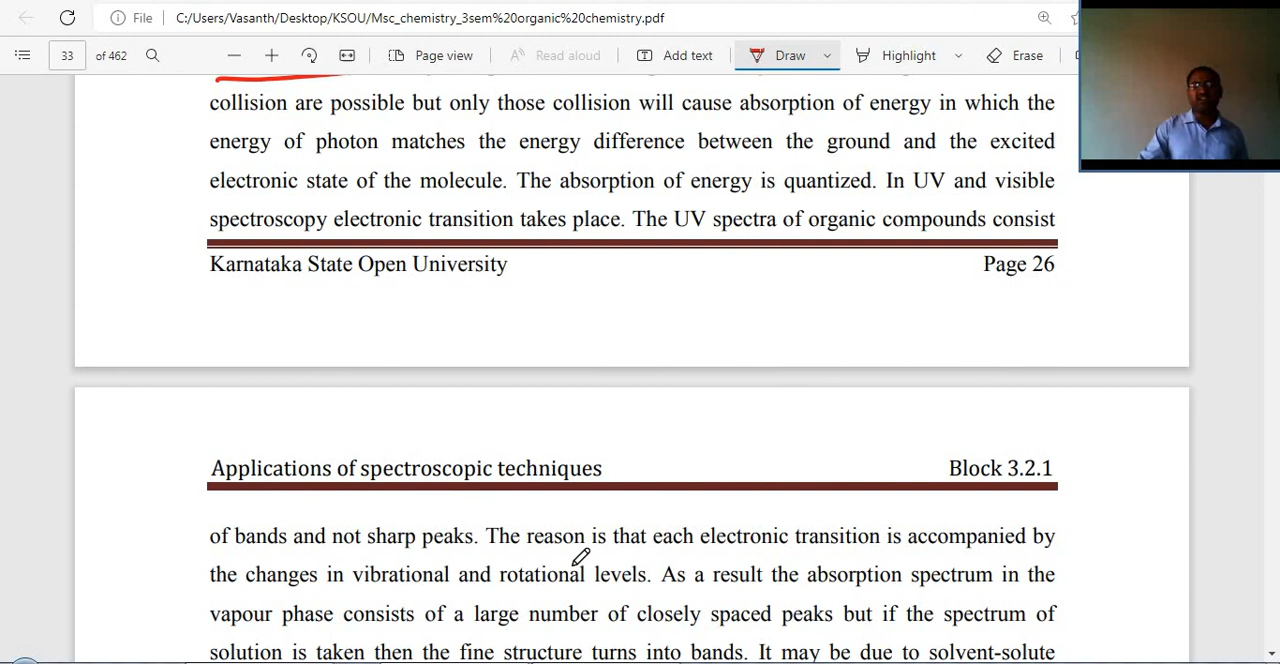 File C:/Users/Vasanth/Desktop/KSOU/Msc_chemistry_3sem%20organic%20chemistry.pdf
33 of 462 Page view Read aloud Add text Draw Highlight Erase
collision are possible but only those collision will cause absorption of energy in which the
energy of photon matches the energy difference between the ground and the excited
electronic state of the molecule. The absorption of energy is quantized. In UV and visible
spectroscopy electronic transition takes place. The UV spectra of organic compounds consist
Karnataka State Open University Page 26
Applications of spectroscopic techniques Block 3.2.1
of bands and not sharp peaks. The reason is that each electronic transition is accompanied by
the changes in vibrational and rotational levels. As a result the absorption spectrum in the
vapour phase consists of a large number of closely spaced peaks but if the spectrum of
solution is taken then the fine structure turns into bands. It may be due to solvent-solute